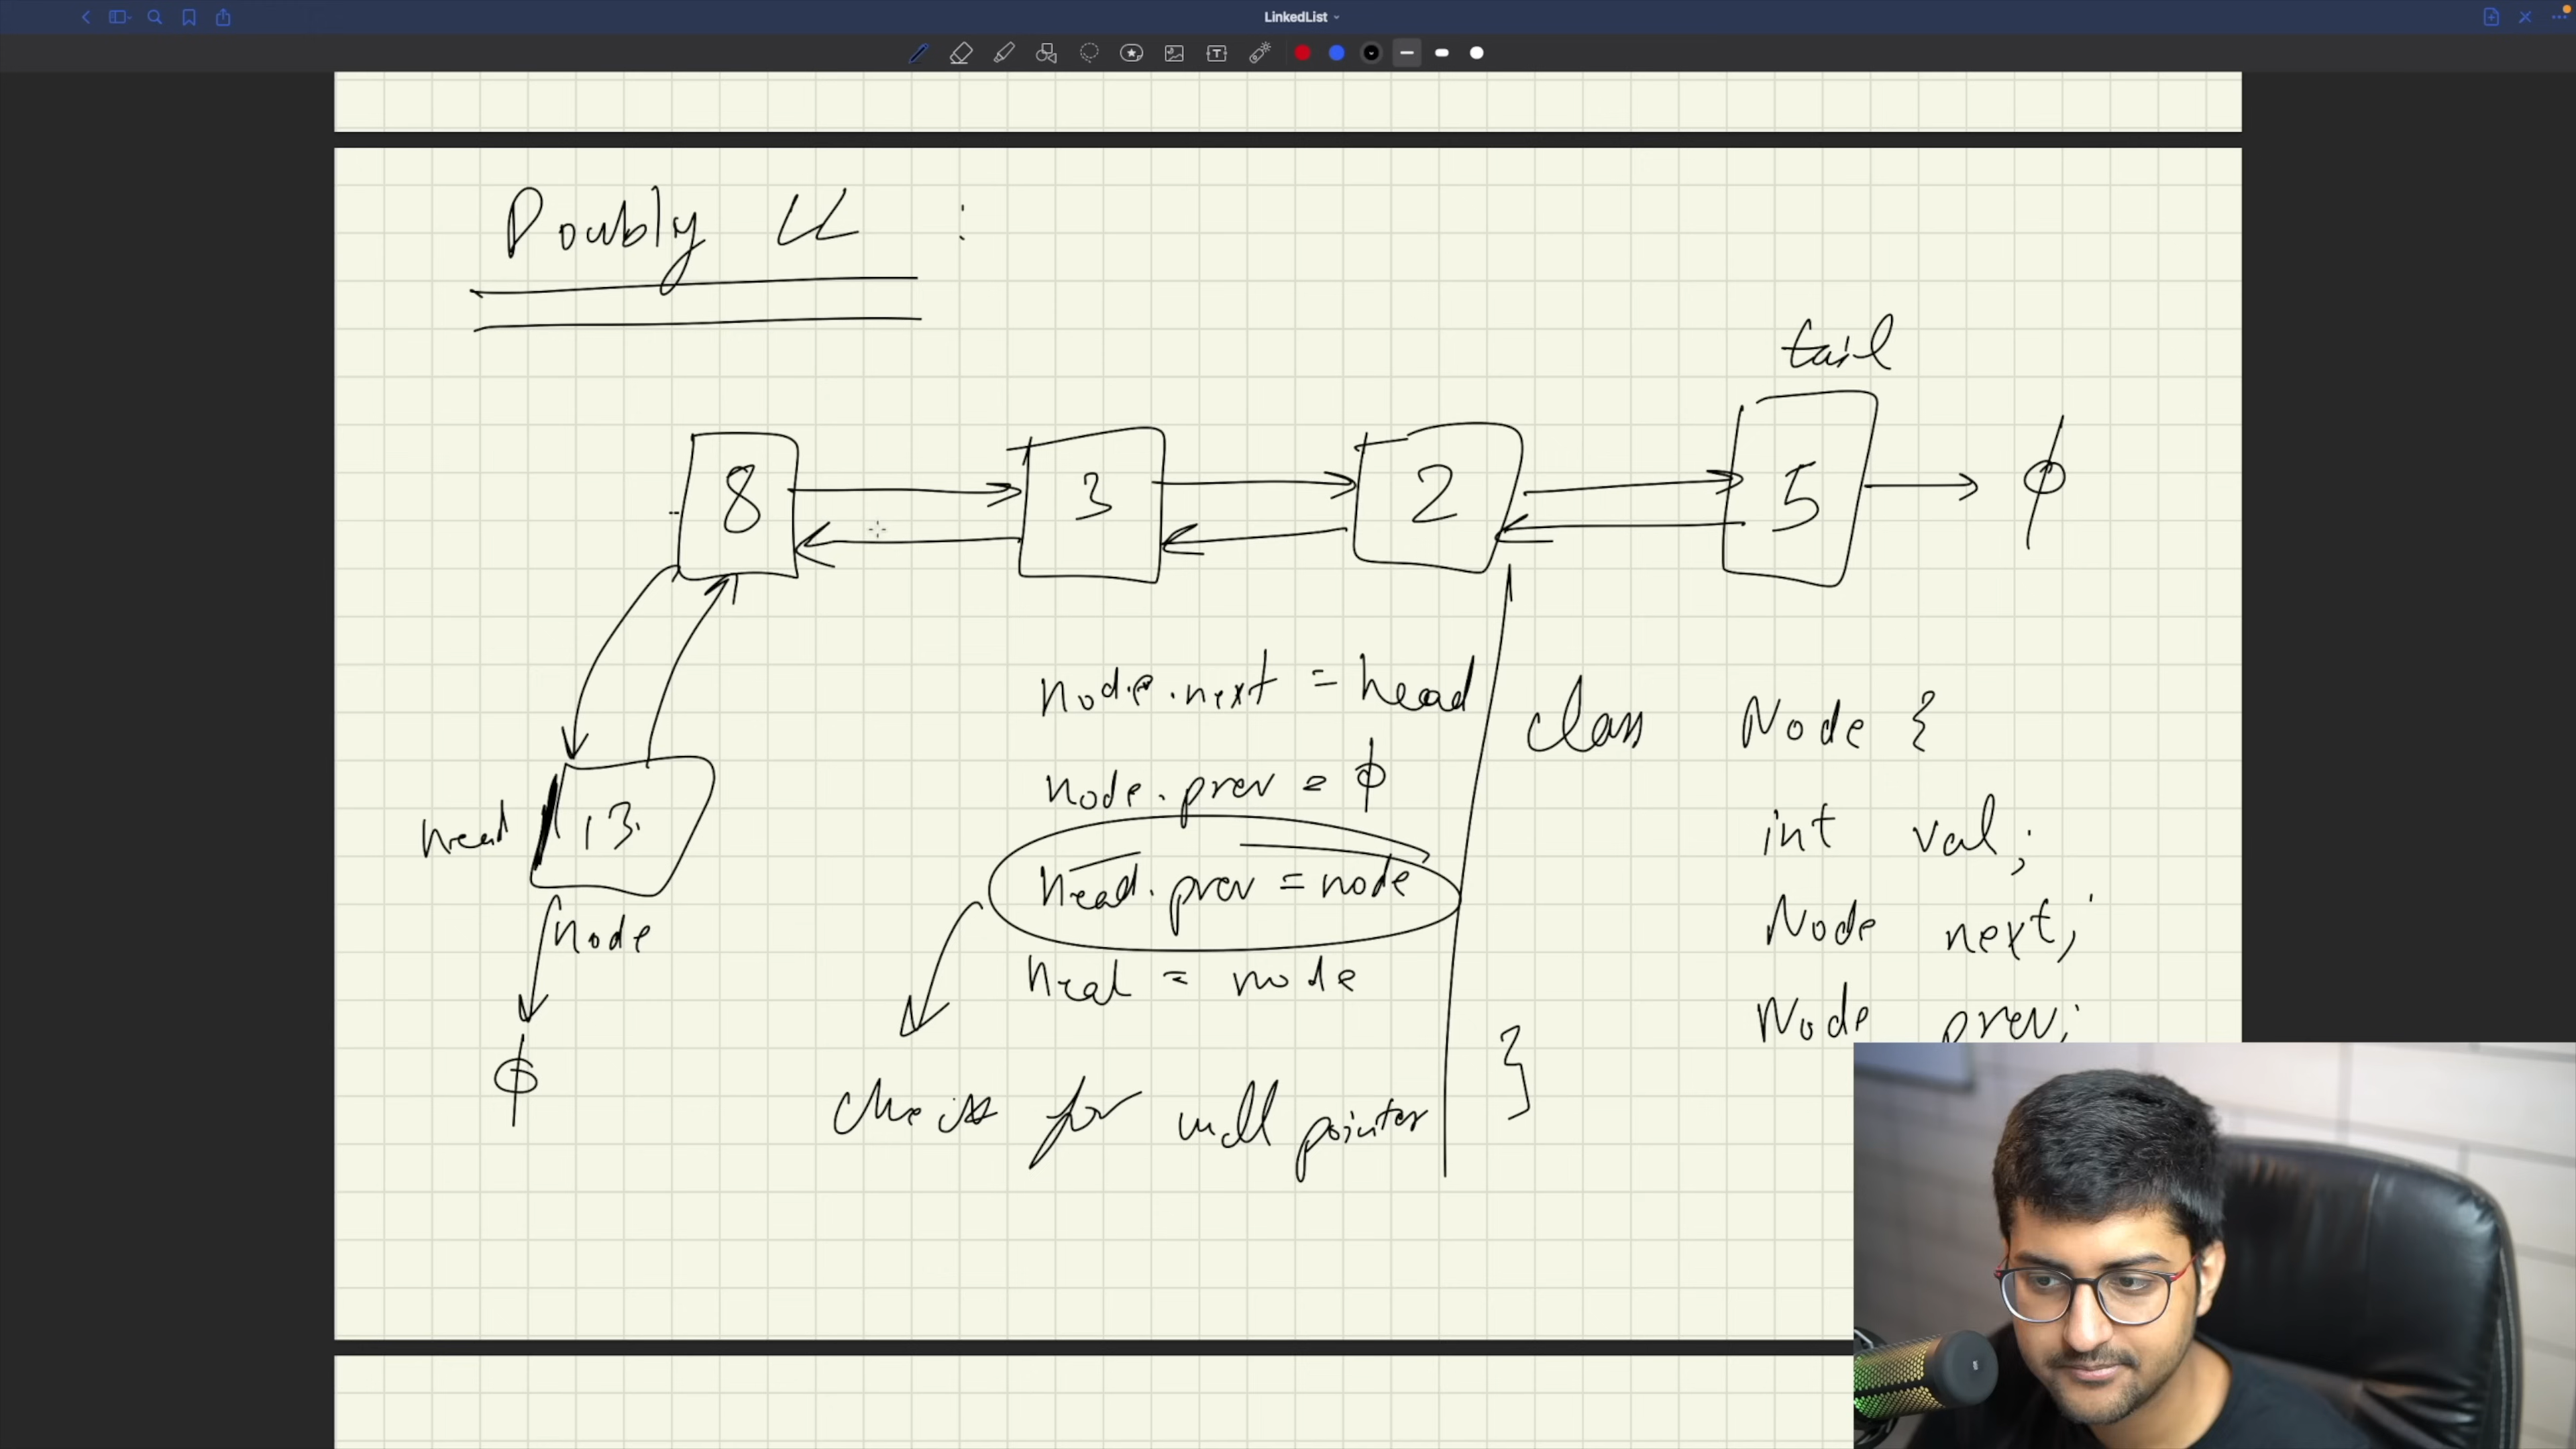 LinkedList
Doubly LL :
tail
8 3 2 5 ϕ
node.next = head
node.prev = ϕ
head.prev = node
head = node
check for null pointer
class Node {
int val;
Node next;
Node prev;
}
head 13
node
ϕ